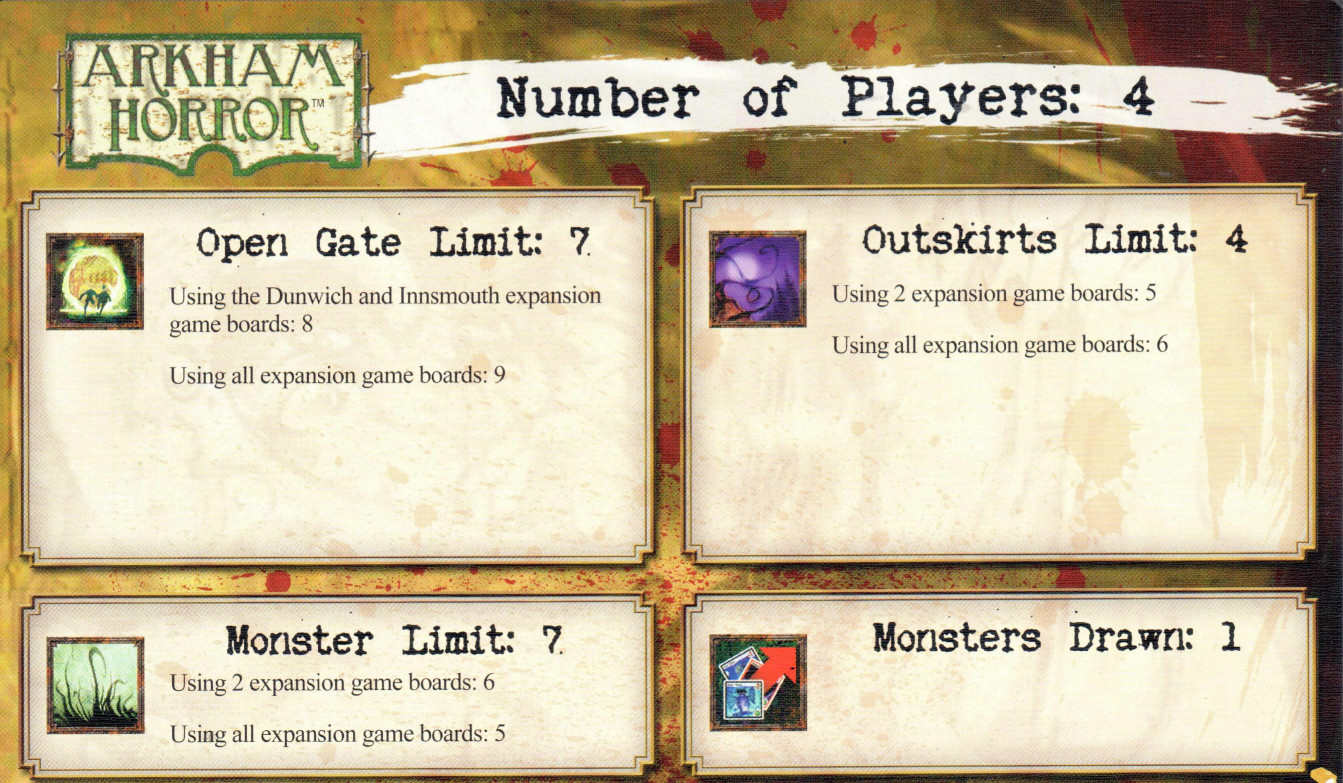 ARKHAM
HORROR™
Number of Players: 4
Open Gate Limit: 7
Using the Dunwich and Innsmouth expansion
game boards: 8
Using all expansion game boards: 9
Outskirts Limit: 4
Using 2 expansion game boards: 5
Using all expansion game boards: 6
Monster Limit: 7
Using 2 expansion game boards: 6
Using all expansion game boards: 5
Monsters Drawn: 1